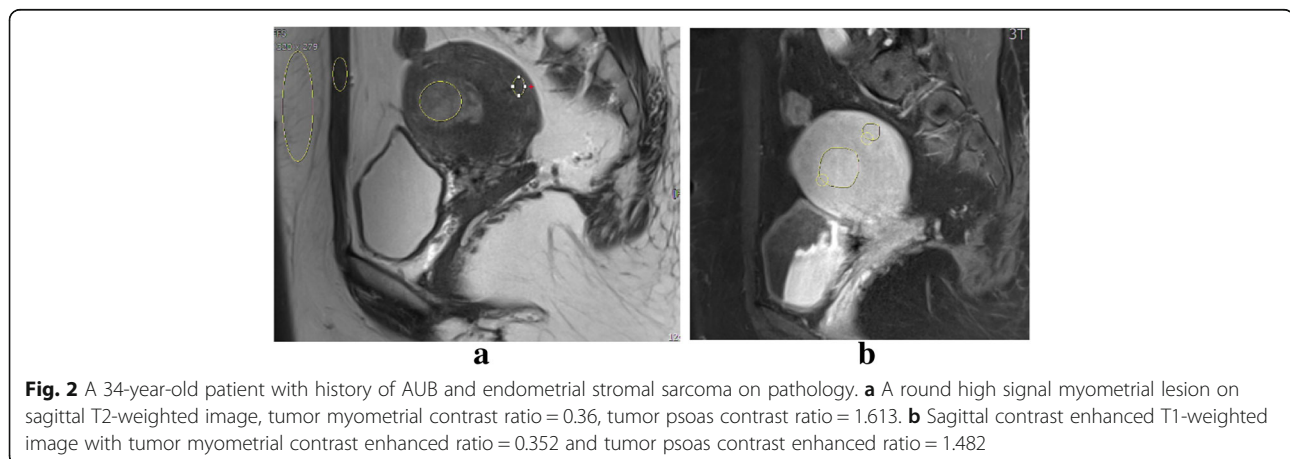 320 × 279
3T
a
b
Fig. 2 A 34-year-old patient with history of AUB and endometrial stromal sarcoma on pathology. a A round high signal myometrial lesion on
sagittal T2-weighted image, tumor myometrial contrast ratio = 0.36, tumor psoas contrast ratio = 1.613. b Sagittal contrast enhanced T1-weighted
image with tumor myometrial contrast enhanced ratio = 0.352 and tumor psoas contrast enhanced ratio = 1.482